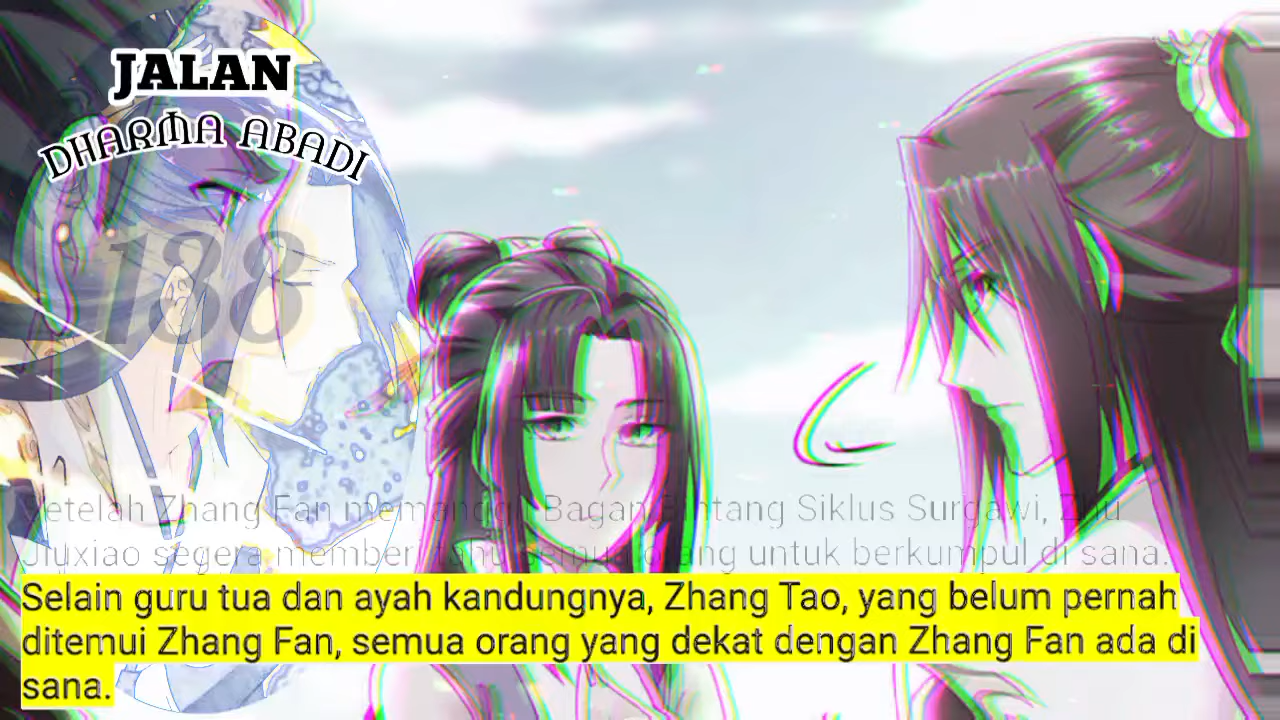 JALAN
DHARMA ABADI
188
Setelah Zhang Fan memanggil Bagan Bintang Siklus Surgawi, Zhu
Jiuxiao segera memberi tahu semua orang untuk berkumpul di sana.
Selain guru tua dan ayah kandungnya, Zhang Tao, yang belum pernah
ditemui Zhang Fan, semua orang yang dekat dengan Zhang Fan ada di
sana.